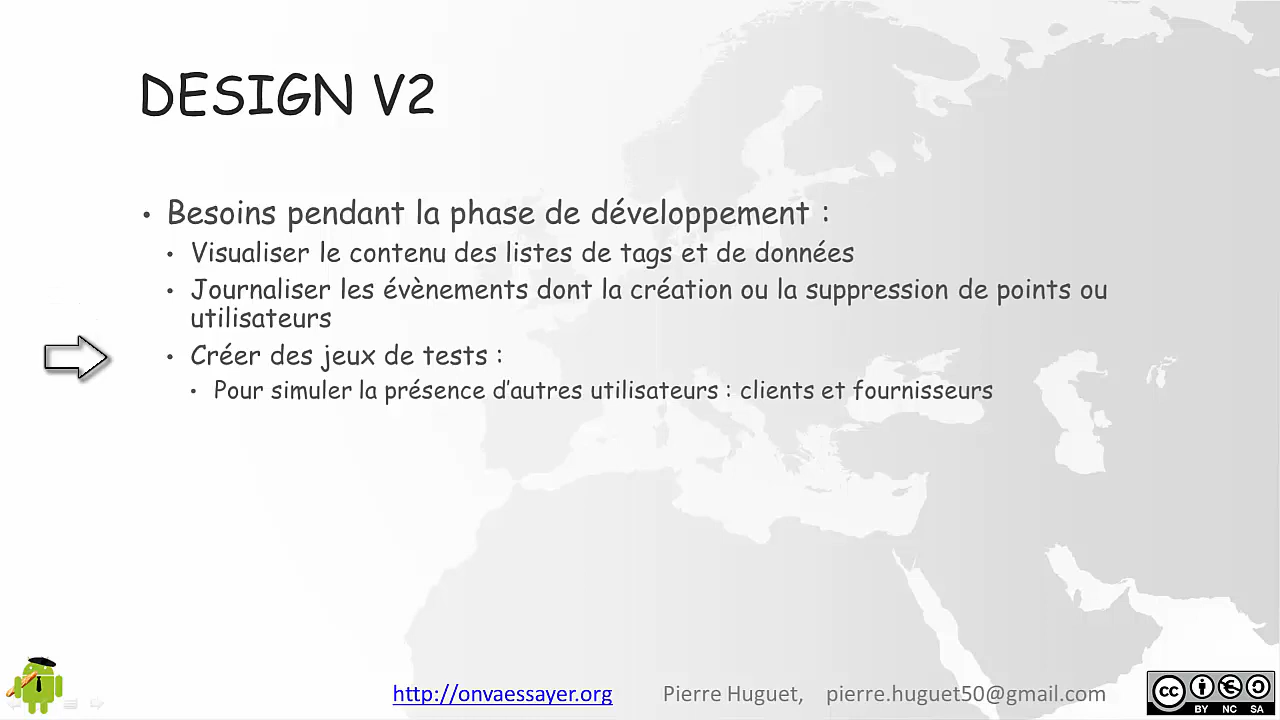 DESIGN V2
• Besoins pendant la phase de développement :
• Visualiser le contenu des listes de tags et de données
• Journaliser les évènements dont la création ou la suppression de points ou
utilisateurs
• Créer des jeux de tests :
• Pour simuler la présence d'autres utilisateurs : clients et fournisseurs
http://onvaessayer.org Pierre Huguet, pierre.huguet50@gmail.com
cc BY NC SA